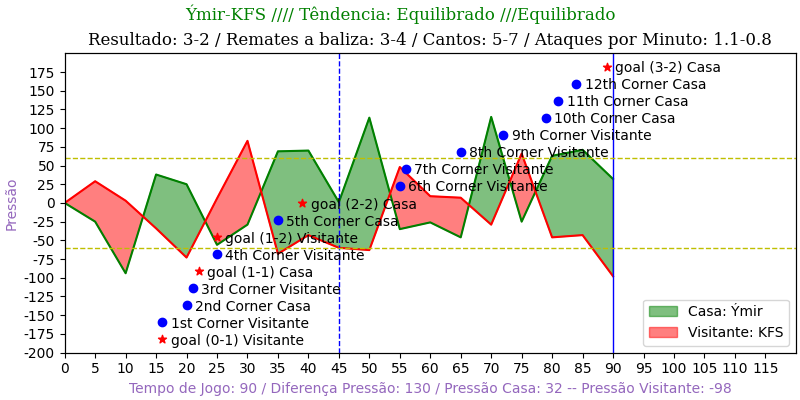 Ýmir-KFS //// Têndencia: Equilibrado ///Equilibrado
Resultado: 3-2 / Remates a baliza: 3-4 / Cantos: 5-7 / Ataques por Minuto: 1.1-0.8
175
150
125
100
75
50
25
0
-25
-50
-75
-100
-125
-150
-175
-200
Pressão
goal (3-2) Casa
12th Corner Casa
11th Corner Casa
10th Corner Casa
9th Corner Visitante
8th Corner Visitante
7th Corner Visitante
6th Corner Visitante
goal (2-2) Casa
5th Corner Casa
goal (1-2) Visitante
4th Corner Visitante
goal (1-1) Casa
3rd Corner Visitante
2nd Corner Casa
1st Corner Visitante
goal (0-1) Visitante
Casa: Ýmir
Visitante: KFS
0 5 10 15 20 25 30 35 40 45 50 55 60 65 70 75 80 85 90 95 100 105 110 115
Tempo de Jogo: 90 / Diferença Pressão: 130 / Pressão Casa: 32 -- Pressão Visitante: -98